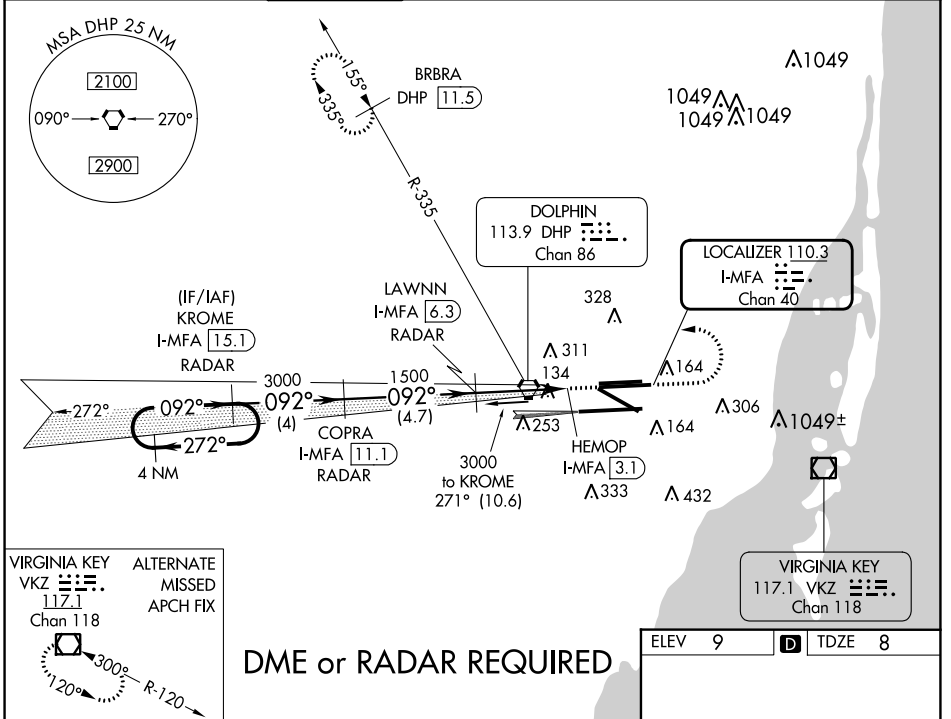 MSA DHP 25 NM
2100
090°
270°
2900
155°
335°
BRBRA
DHP 11.5
R-335
1049
1049
1049
1049
DOLPHIN
113.9 DHP
Chan 86
LOCALIZER 110.3
I-MFA
Chan 40
(IF/IAF)
KROME
I-MFA 15.1
RADAR
LAWNN
I-MFA 6.3
RADAR
328
311
134
164
3000
1500
272°
092°
092°
(4)
092°
(4.7)
272°
4 NM
COPRA
I-MFA 11.1
RADAR
3000
to KROME
271° (10.6)
253
HEMOP
I-MFA 3.1
306
164
1049±
333
432
VIRGINIA KEY
117.1 VKZ
Chan 118
VIRGINIA KEY
VKZ
117.1
Chan 118
ALTERNATE
MISSED
APCH FIX
300°
120°
R-120
DME or RADAR REQUIRED
ELEV 9
D
TDZE 8